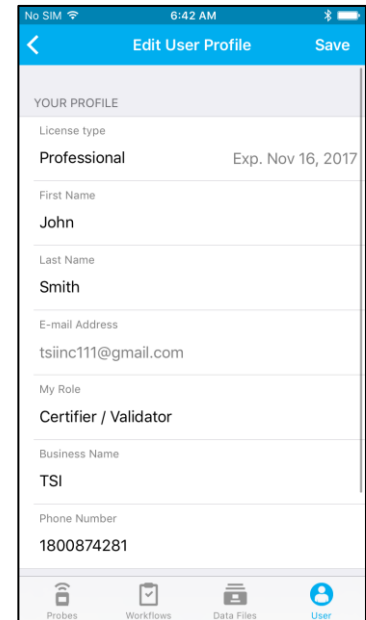 No SIM 6:42 AM
Edit User Profile Save
YOUR PROFILE
License type
Professional Exp. Nov 16, 2017
First Name
John
Last Name
Smith
E-mail Address
tsiinc111@gmail.com
My Role
Certifier / Validator
Business Name
TSI
Phone Number
1800874281
Probes Workflows Data Files User